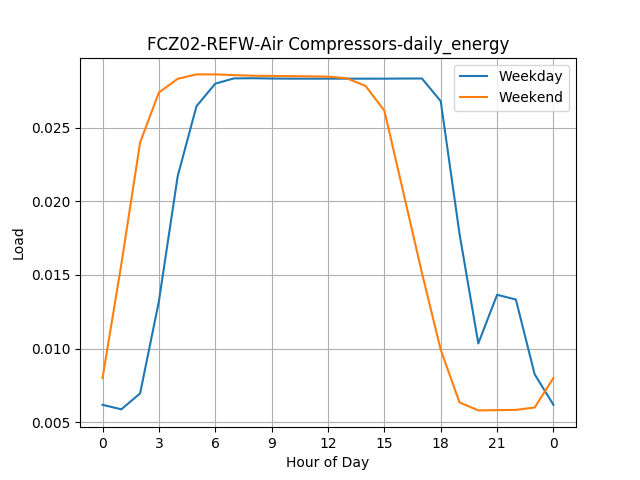 FCZ02-REFW-Air Compressors-daily_energy
Weekday
Weekend
Load
0.025
0.020
0.015
0.010
0.005
0 3 6 9 12 15 18 21 0
Hour of Day